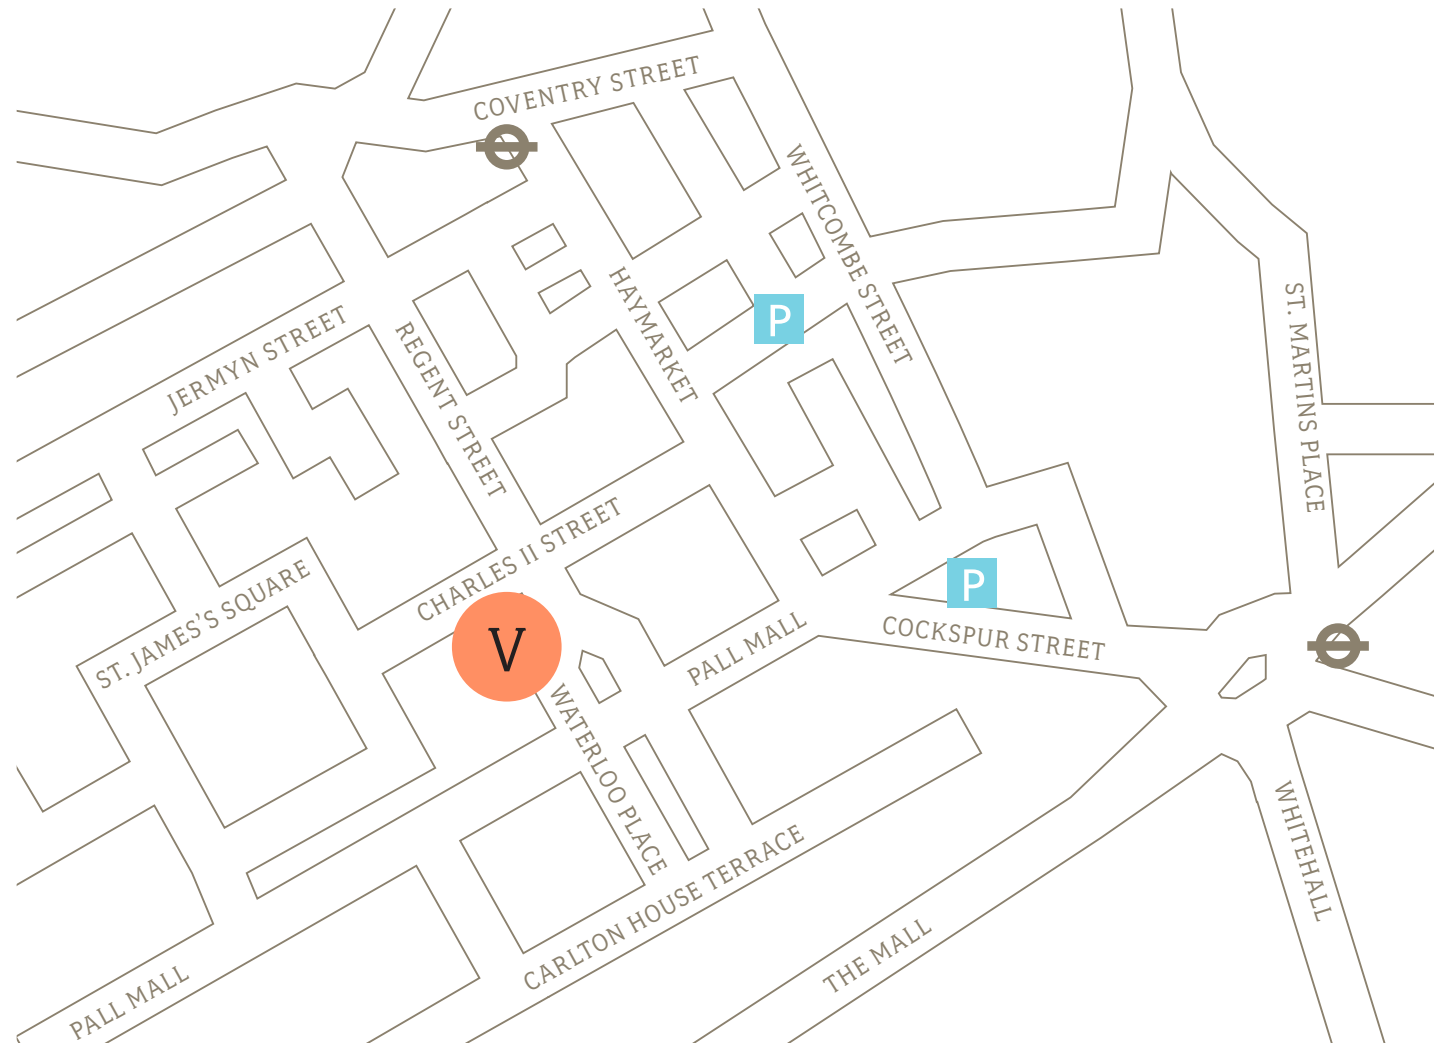 COVENTRY STREET
WHITCOMBE STREET
HAYMARKET
ST. MARTINS PLACE
P
JERMYN STREET
REGENT STREET
CHARLES II STREET
ST. JAMES'S SQUARE
P
V
PALL MALL
COCKSPUR STREET
WATERLOO PLACE
WHITEHALL
CARLTON HOUSE TERRACE
THE MALL
PALL MALL